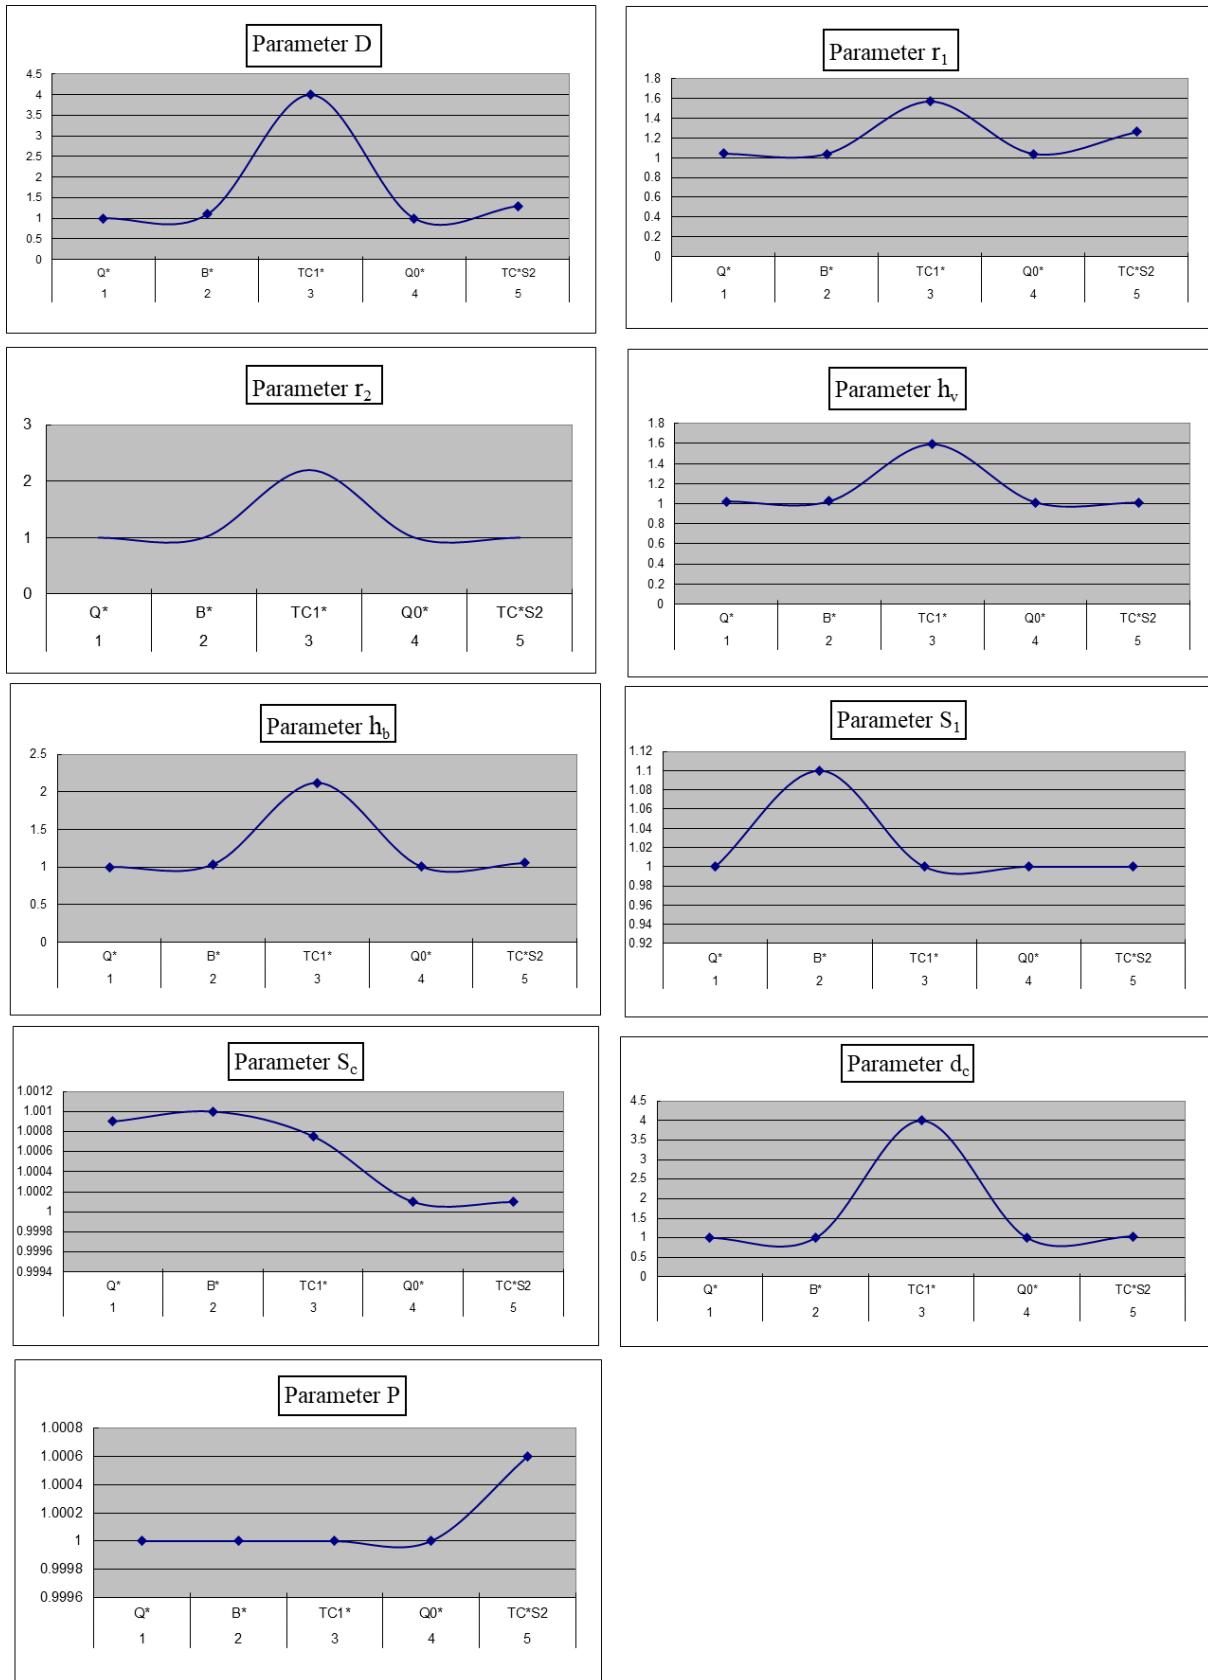 Parameter D
4.5
4
3.5
3
2.5
2
1.5
1
0.5
0
Q* B* TC1* Q0* TC*S2
1 2 3 4 5
Parameter r₁
1.8
1.6
1.4
1.2
1
0.8
0.6
0.4
0.2
0
Q* B* TC1* Q0* TC*S2
1 2 3 4 5
Parameter r₂
3
2
1
0
Q* B* TC1* Q0* TC*S2
1 2 3 4 5
Parameter hᵥ
1.8
1.6
1.4
1.2
1
0.8
0.6
0.4
0.2
0
Q* B* TC1* Q0* TC*S2
1 2 3 4 5
Parameter h_b
2.5
2
1.5
1
0.5
0
Q* B* TC1* Q0* TC*S2
1 2 3 4 5
Parameter S₁
1.12
1.1
1.08
1.06
1.04
1.02
1
0.98
0.96
0.94
0.92
Q* B* TC1* Q0* TC*S2
1 2 3 4 5
Parameter S_c
1.0012
1.001
1.0008
1.0006
1.0004
1.0002
1
0.9998
0.9996
0.9994
Q* B* TC1* Q0* TC*S2
1 2 3 4 5
Parameter d_c
4.5
4
3.5
3
2.5
2
1.5
1
0.5
0
Q* B* TC1* Q0* TC*S2
1 2 3 4 5
Parameter P
1.0008
1.0006
1.0004
1.0002
1
0.9998
0.9996
Q* B* TC1* Q0* TC*S2
1 2 3 4 5